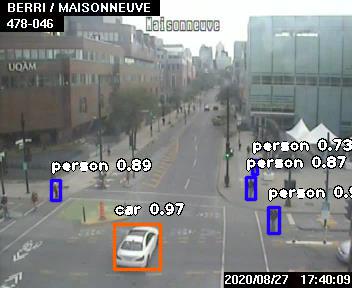 BERRI / MAISONNEUVE
478-046
Maisonneuve
UQAM
person 0.73
person 0.89
person 0.87
person 0.9
car 0.97
2020/08/27 17:40:09